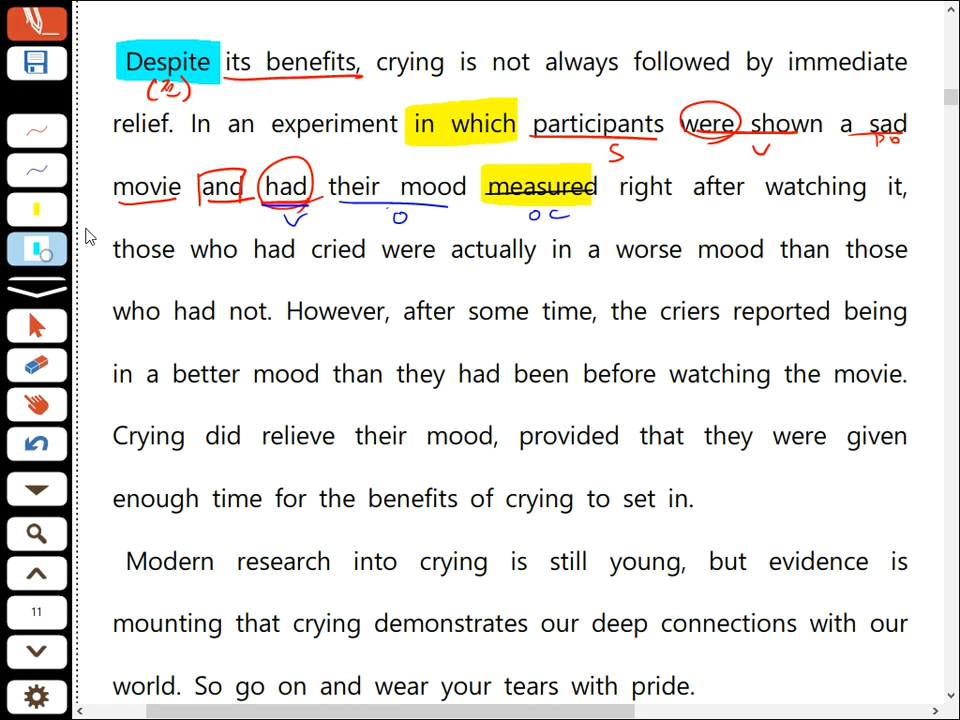 Despite its benefits, crying is not always followed by immediate
(전)
relief. In an experiment in which participants were shown a sad
S V
movie and had their mood measured right after watching it,
V O OC
those who had cried were actually in a worse mood than those
who had not. However, after some time, the criers reported being
in a better mood than they had been before watching the movie.
Crying did relieve their mood, provided that they were given
enough time for the benefits of crying to set in.
11
Modern research into crying is still young, but evidence is
mounting that crying demonstrates our deep connections with our
world. So go on and wear your tears with pride.